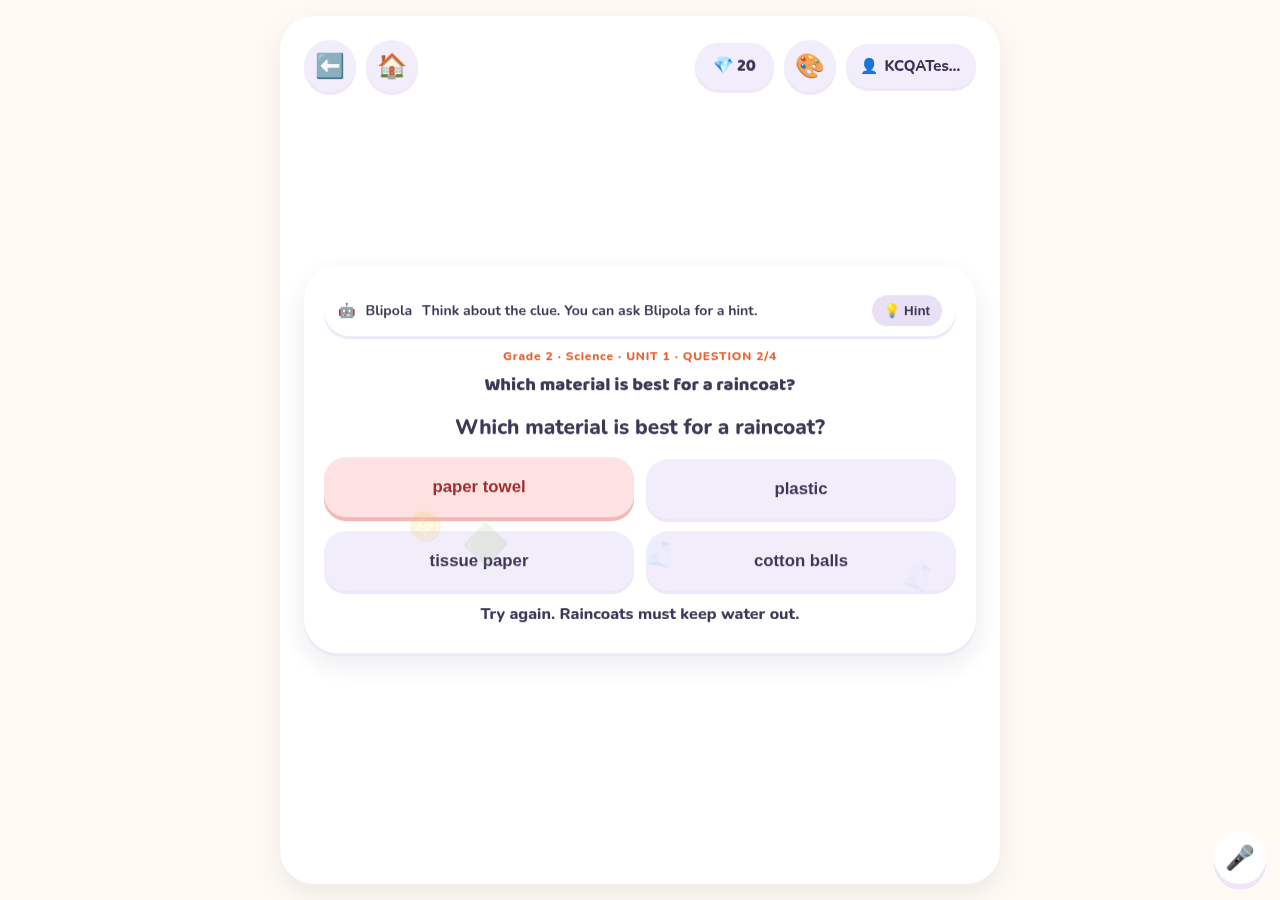 20
KCQATes...
Blipola Think about the clue. You can ask Blipola for a hint.
Hint
Grade 2 · Science · UNIT 1 · QUESTION 2/4
Which material is best for a raincoat?
Which material is best for a raincoat?
paper towel
plastic
tissue paper
cotton balls
Try again. Raincoats must keep water out.